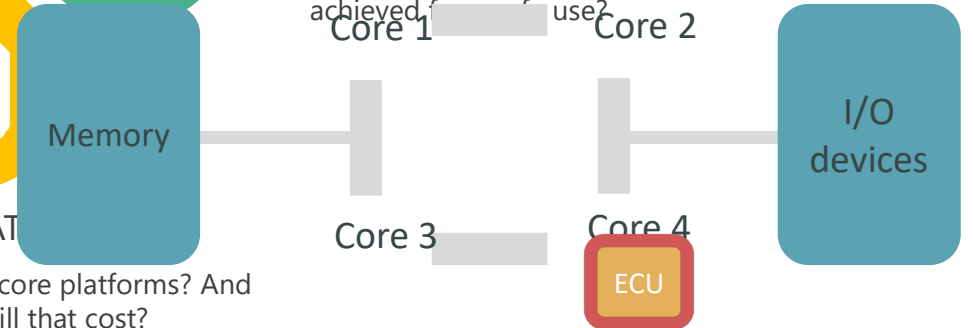 achieved use?
Core 1
Core 2
Memory
I/O
devices
Core 3
Core 4
AT
ECU
core platforms? And
ill that cost?